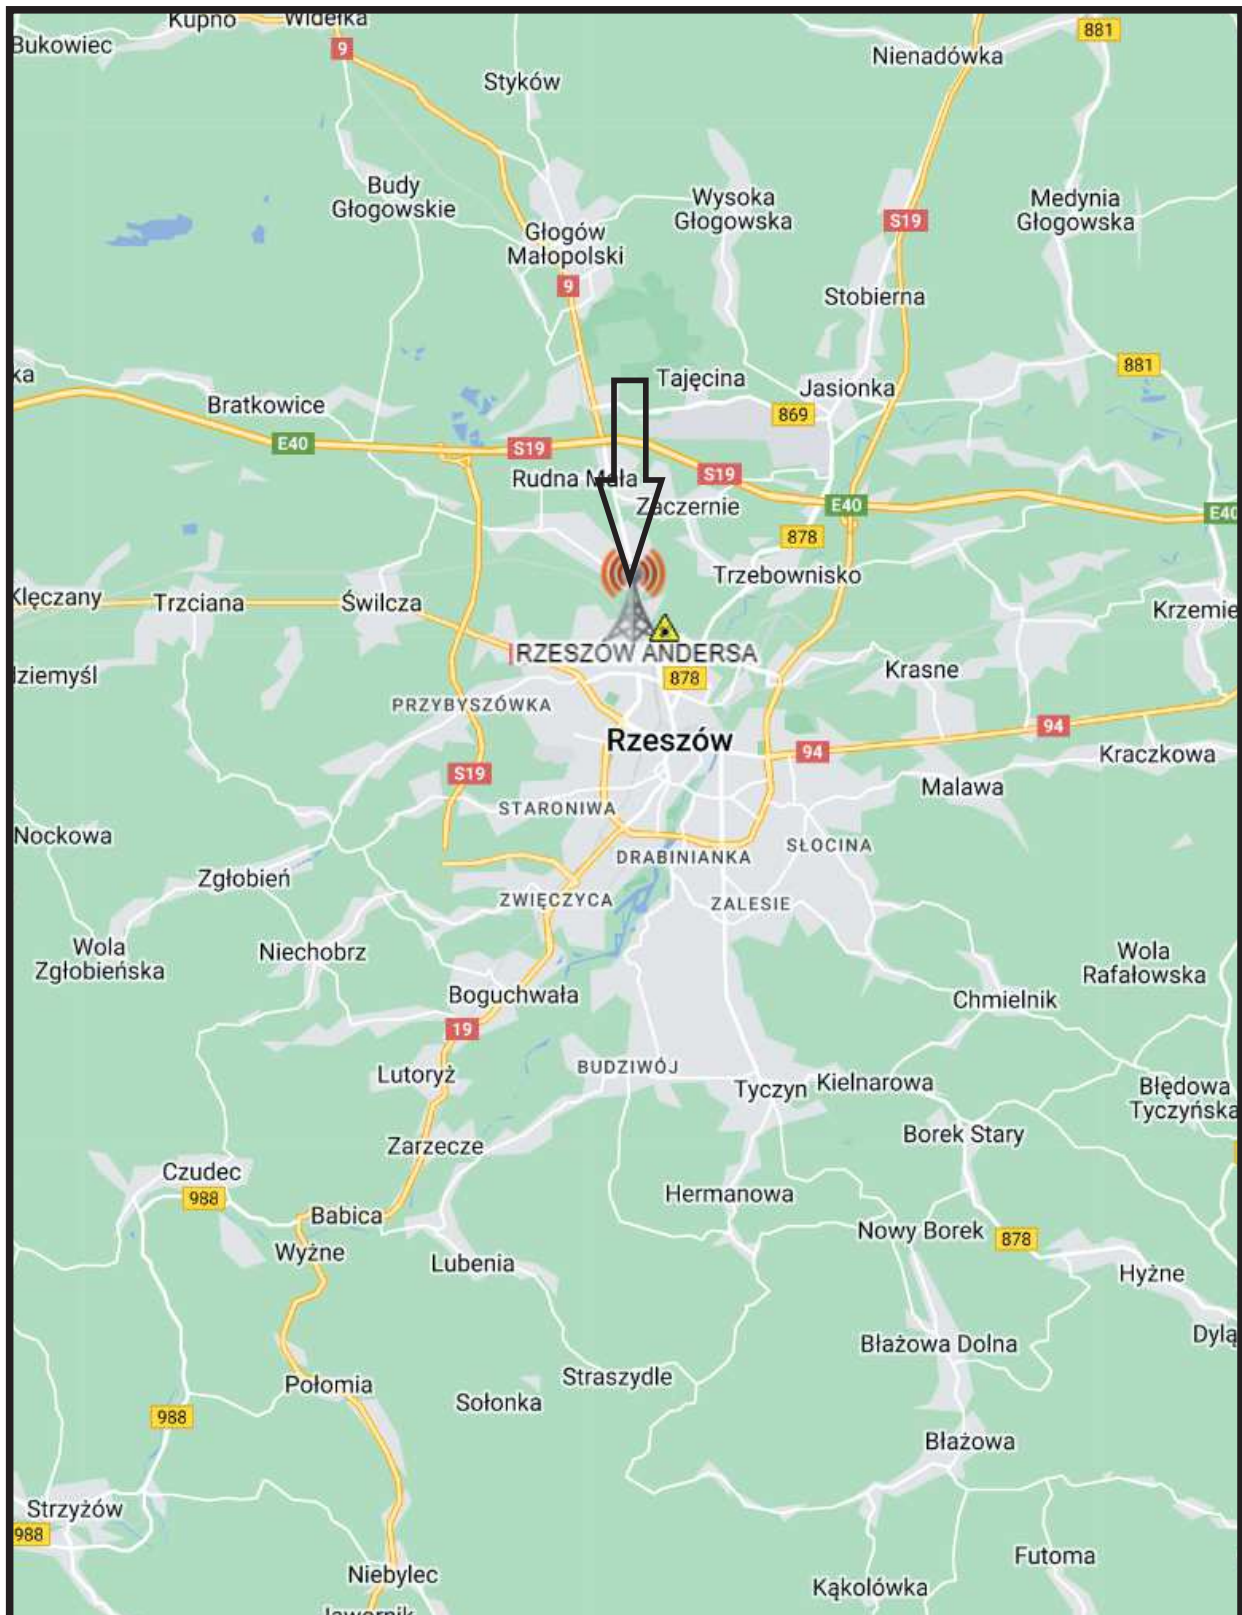 Kupno
Widełka
Bukowiec
9
881
Nienadówka
Styków
Budy
Głogowskie
Wysoka
Głogowska
Medynia
Głogowska
S19
Głogów
Małopolski
9
Stobierna
ka
Tajęcina
Jasionka
881
Bratkowice
869
E40
S19
Rudna Mała
S19
Zaczernie
E40
E40
878
Klęczany
Trzciana
Świlcza
Trzebownisko
Krzemie
RZESZÓW ANDERSA
dziemyśl
878
Krasne
PRZYBYSZÓWKA
Rzeszów
94
94
Kraczkowa
S19
Malawa
STARONIWA
Nockowa
DRABINIANKA
SŁOCINA
Zgłobień
ZWIĘCZYCA
ZALESIE
Wola
Zgłobieńska
Niechobrz
Wola
Rafałowska
Boguchwała
Chmielnik
19
Lutoryż
BUDZIWÓJ
Tyczyn
Kielnarowa
Błędowa
Tyczyńska
Borek Stary
Zarzecze
Czudec
988
Hermanowa
Babica
Nowy Borek
878
Wyżne
Lubenia
Hyżne
Błażowa Dolna
Dylą
Połomia
Straszydle
Sołonka
988
Błażowa
Strzyżów
988
Futoma
Niebylec
Kąkolówka
Jawornik